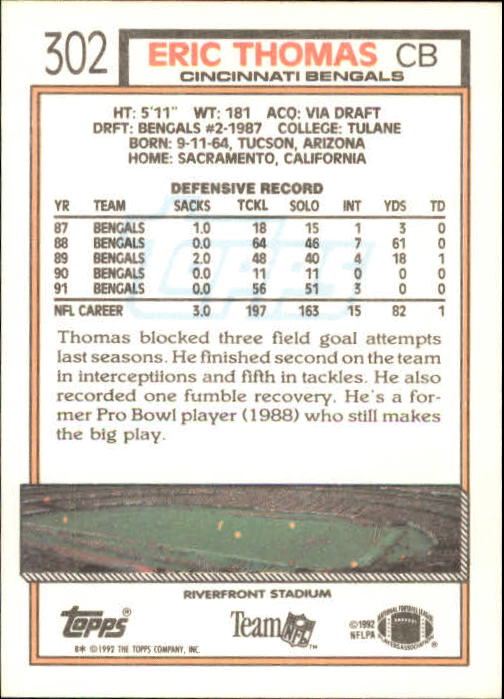 302 ERIC THOMAS CB
CINCINNATI BENGALS
HT: 5'11" WT: 181 ACQ: VIA DRAFT
DRFT: BENGALS #2-1987 COLLEGE: TULANE
BORN: 9-11-64, TUCSON, ARIZONA
HOME: SACRAMENTO, CALIFORNIA
DEFENSIVE RECORD
YR TEAM SACKS TCKL SOLO INT YDS TD
87 BENGALS 1.0 18 15 1 3 0
88 BENGALS 0.0 64 46 7 61 0
89 BENGALS 2.0 48 40 4 18 1
90 BENGALS 0.0 11 11 0 0 0
91 BENGALS 0.0 56 51 3 0 0
NFL CAREER 3.0 197 163 15 82 1
Topps
Thomas blocked three field goal attempts
last seasons. He finished second on the team
in interceptiions and fifth in tackles. He also
recorded one fumble recovery. He's a for-
mer Pro Bowl player (1988) who still makes
the big play.
RIVERFRONT STADIUM
Topps®
Team NFL™
©1992
NFLPA
NATIONAL FOOTBALL LEAGUE
PLAYERS ASSOCIATION
B* ©1992 THE TOPPS COMPANY, INC.